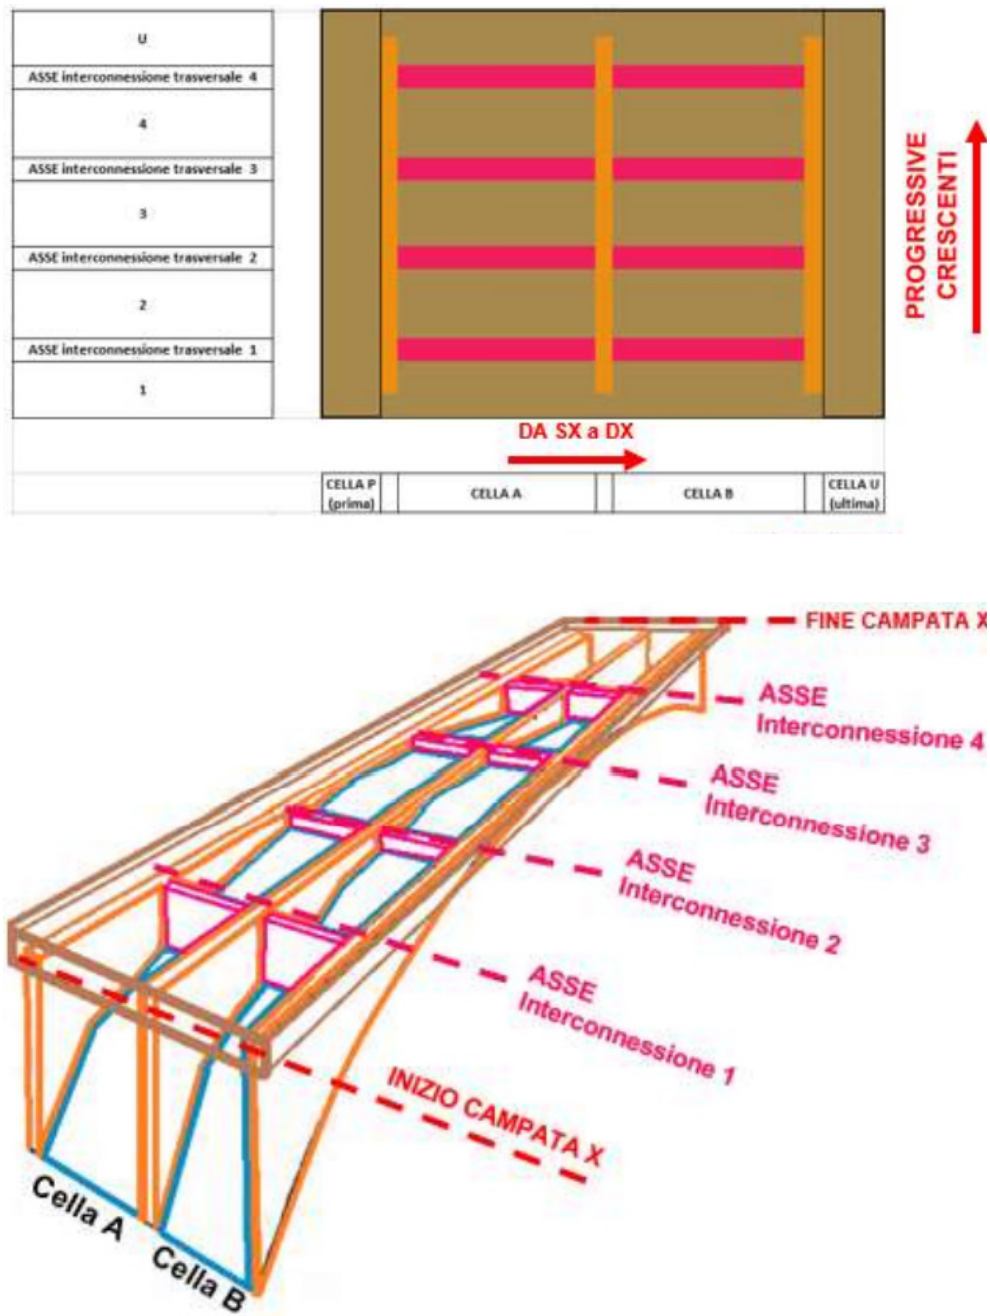 U
ASSE interconnessione trasversale 4
4
ASSE interconnessione trasversale 3
3
ASSE interconnessione trasversale 2
2
ASSE interconnessione trasversale 1
1
PROGRESSIVE
CRESCENTI
DA SX a DX
CELLA P
(prima)
CELLA A
CELLA B
CELLA U
(ultima)
FINE CAMPATA X
ASSE
Interconnessione 4
ASSE
Interconnessione 3
ASSE
Interconnessione 2
ASSE
Interconnessione 1
INIZIO CAMPATA X
Cella A
Cella B